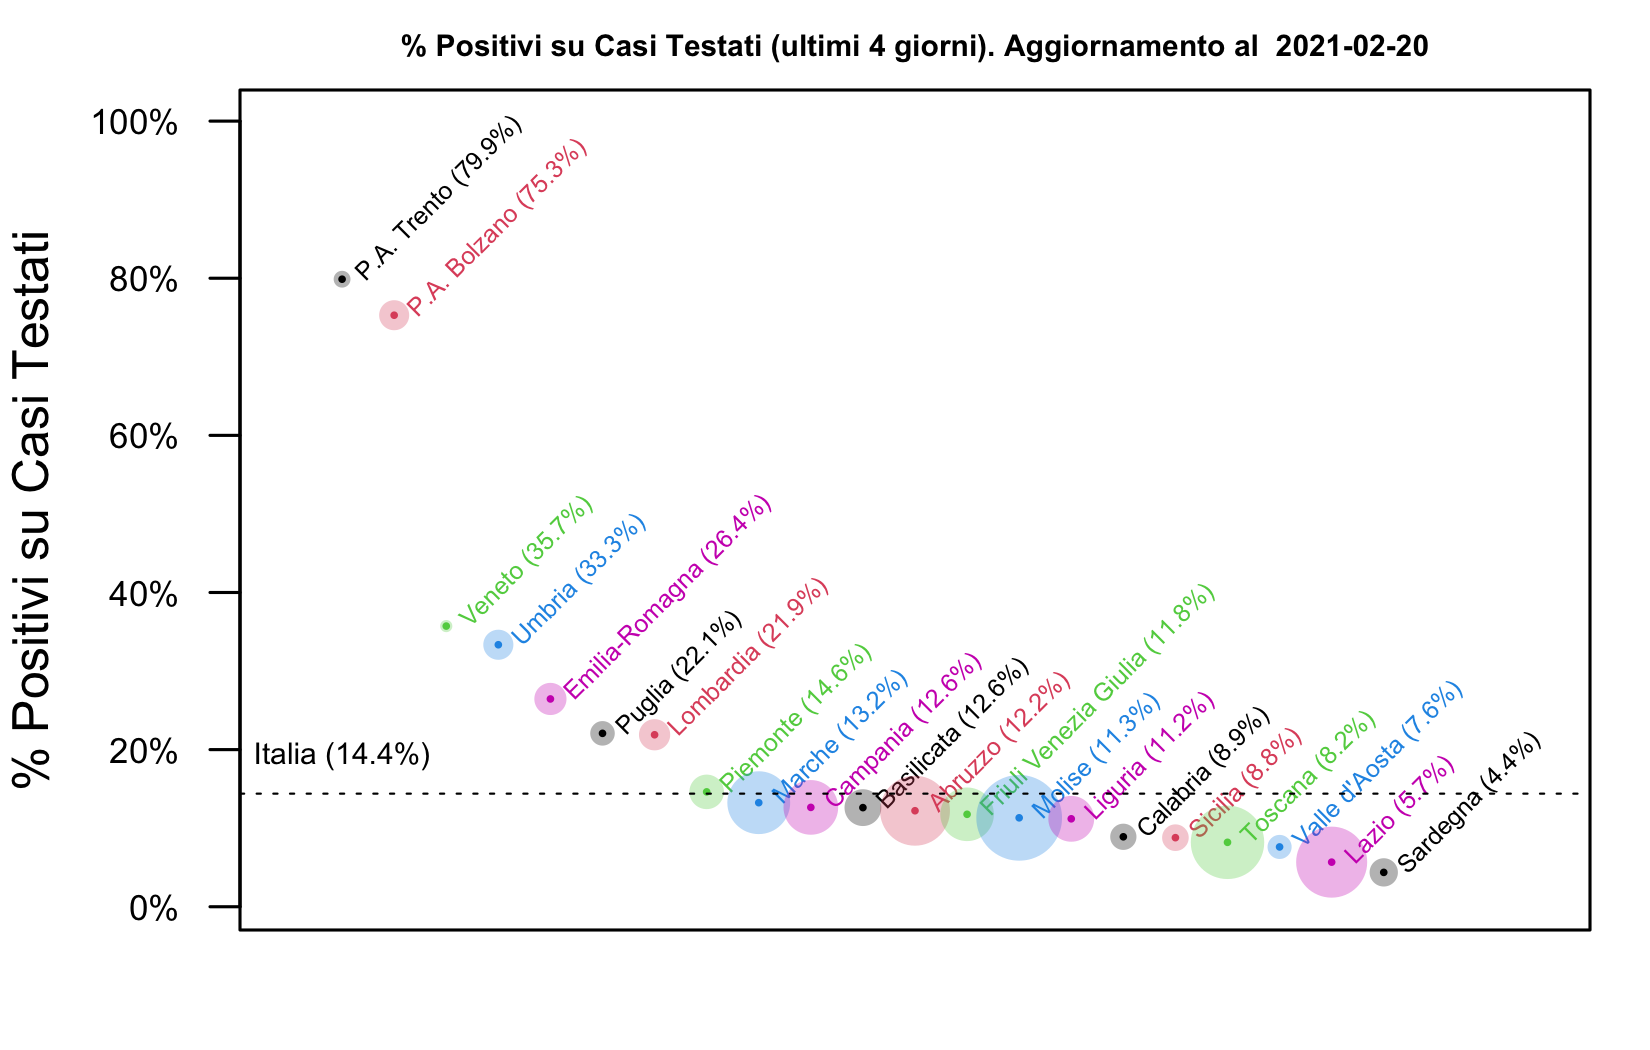 % Positivi su Casi Testati (ultimi 4 giorni). Aggiornamento al  2021-02-20
% Positivi su Casi Testati
100%
80%
60%
40%
20%
0%
Italia (14.4%)
P.A. Trento (79.9%)
P.A. Bolzano (75.3%)
Veneto (35.7%)
Umbria (33.3%)
Emilia-Romagna (26.4%)
Puglia (22.1%)
Lombardia (21.9%)
Piemonte (14.6%)
Marche (13.2%)
Campania (12.6%)
Basilicata (12.6%)
Abruzzo (12.2%)
Friuli Venezia Giulia (11.8%)
Molise (11.3%)
Liguria (11.2%)
Calabria (8.9%)
Sicilia (8.8%)
Toscana (8.2%)
Valle d'Aosta (7.6%)
Lazio (5.7%)
Sardegna (4.4%)